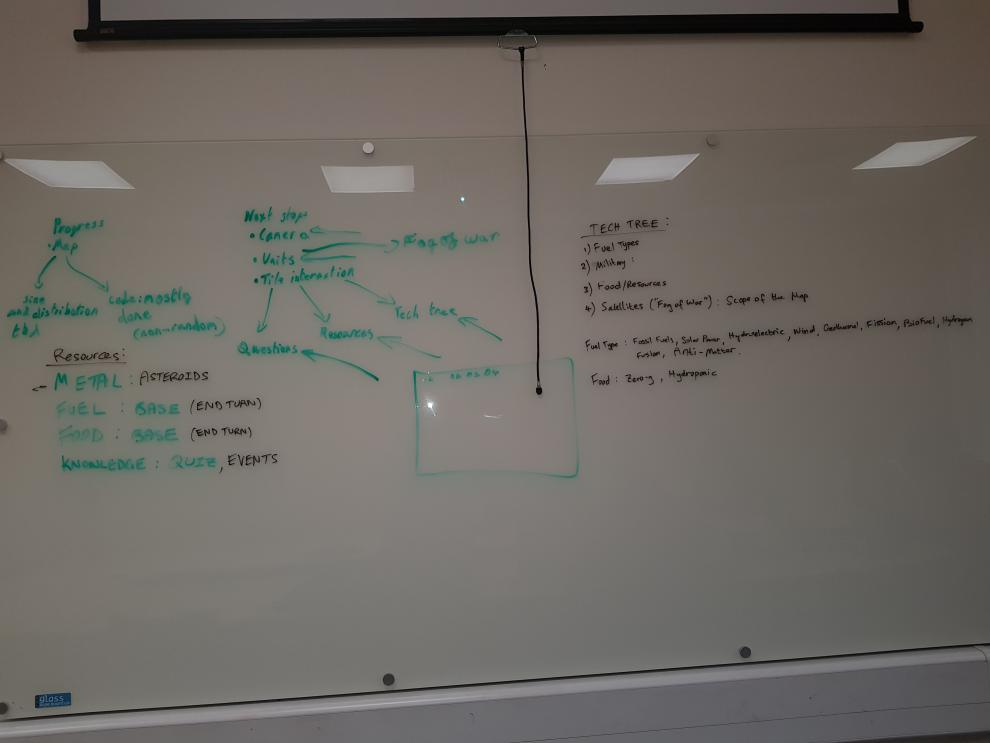 Progress
• Map
size and distribution tbd
Code: mostly done (non-random)
Next steps
• Camera
• Units
Fog of war
• Tile interaction
Questions
Resources
Tech tree
Resources:
METAL : ASTEROIDS
FUEL : BASE (END TURN)
FOOD : BASE (END TURN)
KNOWLEDGE : QUIZ, EVENTS
TECH TREE :
1) Fuel Types
2) Military :
3) Food/Resources
4) Satellites ("Fog of War") : Scope of the Map
Fuel Type : Fossil Fuels, Solar Power, Hydroelectric, Wind, Geothermal, Fission, BioFuel, Hydrogen
Fusion, Anti-Matter.
Food : Zero-g, Hydroponic
glass